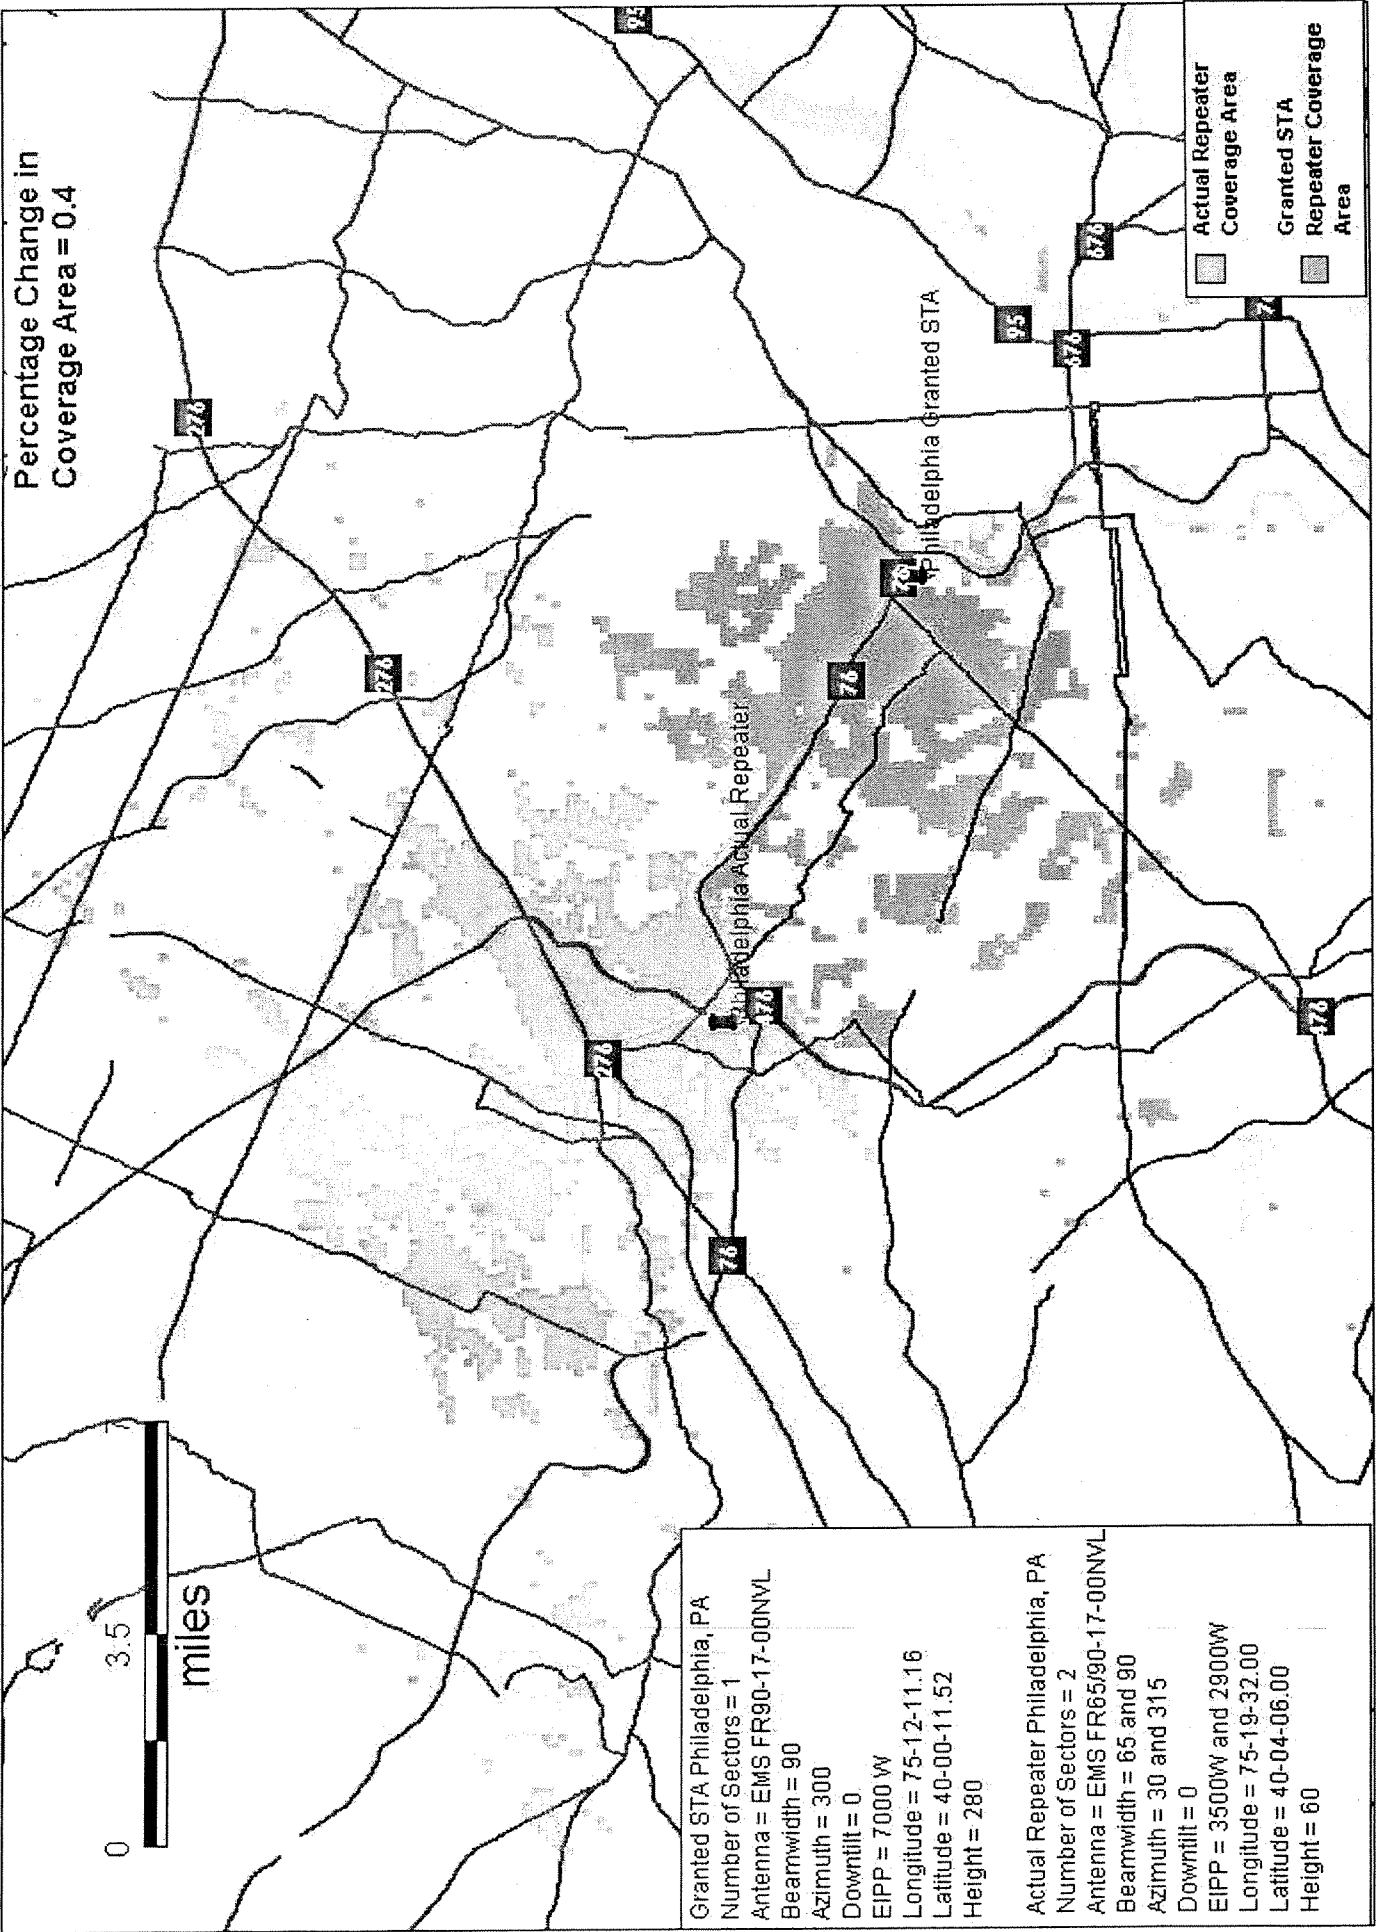 Percentage Change in
Coverage Area = 0.4
0
3.5
7
miles
95
276
276
276
76
76
76
476
476
95
676
676
76
Philadelphia Granted STA
Philadelphia Actual Repeater
Actual Repeater
Coverage Area
Granted STA
Repeater Coverage
Area
Granted STA Philadelphia, PA
Number of Sectors = 1
Antenna = EMS FR90-17-00NVL
Beamwidth = 90
Azimuth = 300
Downtilt = 0
EIPP = 7000 W
Longitude = 75-12-11.16
Latitude = 40-00-11.52
Height = 280
Actual Repeater Philadelphia, PA
Number of Sectors = 2
Antenna = EMS FR65/90-17-00NVL
Beamwidth = 65 and 90
Azimuth = 30 and 315
Downtilt = 0
EIPP = 3500W and 2900W
Longitude = 75-19-32.00
Latitude = 40-04-06.00
Height = 60